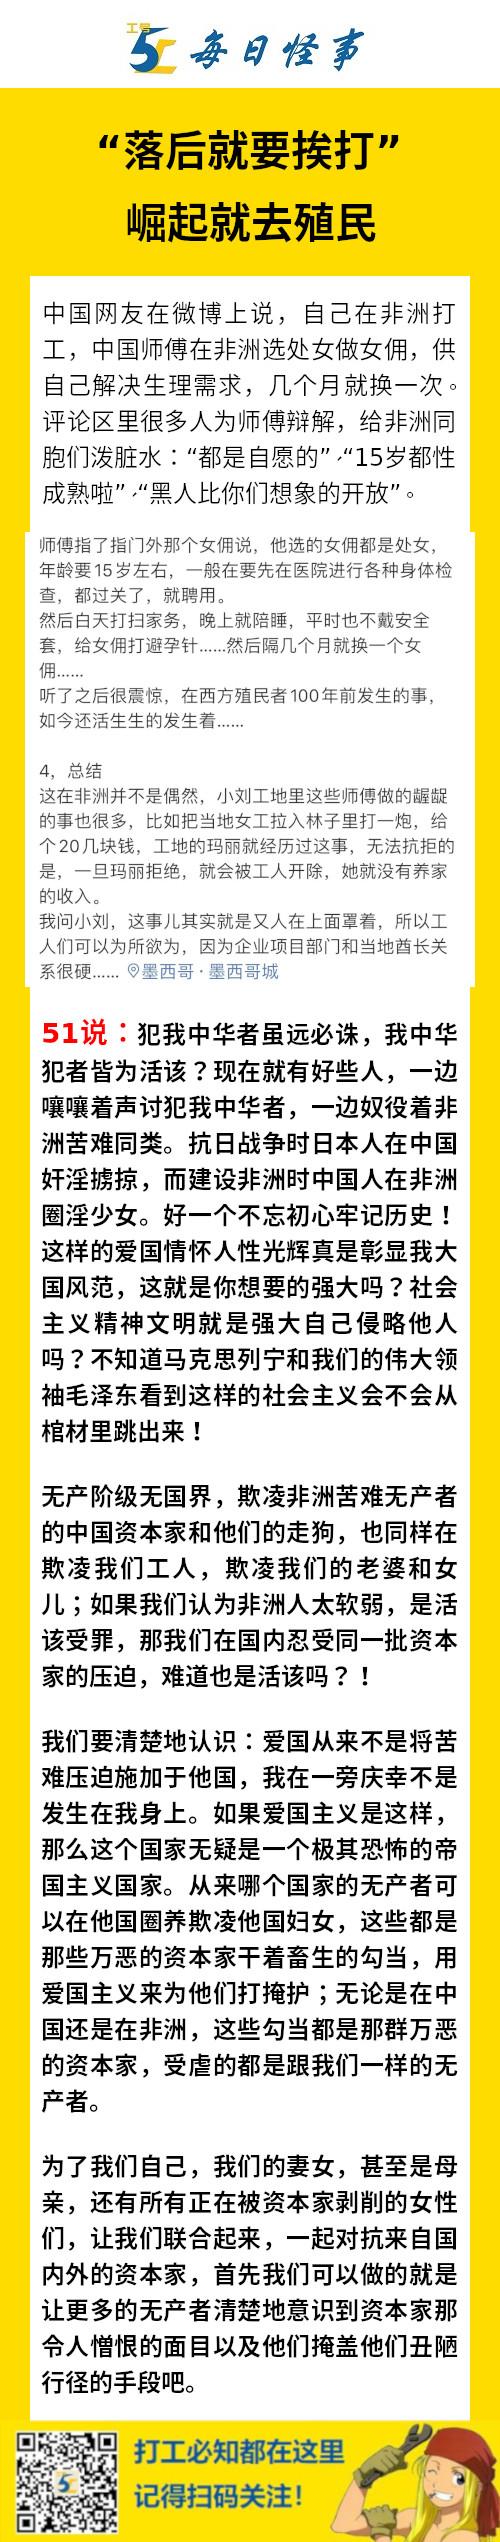 工号
51
每日怪事
“落后就要挨打”
崛起就去殖民
中国网友在微博上说，自己在非洲打
工，中国师傅在非洲选处女做女佣，供
自己解决生理需求，几个月就换一次。
评论区里很多人为师傅辩解，给非洲同
胞们泼脏水：“都是自愿的”、“15岁都性
成熟啦”、“黑人比你们想象的开放”。
师傅指了指门外那个女佣说，他选的女佣都是处女，
年龄要15岁左右，一般在要先在医院进行各种身体检
查，都过关了，就聘用。
然后白天打扫家务，晚上就陪睡，平时也不戴安全
套，给女佣打避孕针……然后隔几个月就换一个女
佣……
听了之后很震惊，在西方殖民者100年前发生的事，
如今还活生生的发生着……
4，总结
这在非洲并不是偶然，小刘工地里这些师傅做的龌龊
的事也很多，比如把当地女工拉入林子里打一炮，给
个20几块钱，工地的玛丽就经历过这事，无法抗拒的
是，一旦玛丽拒绝，就会被工人开除，她就没有养家
的收入。
我问小刘，这事儿其实就是又人在上面罩着，所以工
人们可以为所欲为，因为企业项目部门和当地酋长关
系很硬…… 墨西哥·墨西哥城
51说：犯我中华者虽远必诛，我中华
犯者皆为活该？现在就有好些人，一边
嚷嚷着声讨犯我中华者，一边奴役着非
洲苦难同类。抗日战争时日本人在中国
奸淫掳掠，而建设非洲时中国人在非洲
圈淫少女。好一个不忘初心牢记历史！
这样的爱国情怀人性光辉真是彰显我大
国风范，这就是你想要的强大吗？社会
主义精神文明就是强大自己侵略他人
吗？不知道马克思列宁和我们的伟大领
袖毛泽东看到这样的社会主义会不会从
棺材里跳出来！
无产阶级无国界，欺凌非洲苦难无产者
的中国资本家和他们的走狗，也同样在
欺凌我们工人，欺凌我们的老婆和女
儿；如果我们认为非洲人太软弱，是活
该受罪，那我们在国内忍受同一批资本
家的压迫，难道也是活该吗？！
我们要清楚地认识：爱国从来不是将苦
难压迫施加于他国，我在一旁庆幸不是
发生在我身上。如果爱国主义是这样，
那么这个国家无疑是一个极其恐怖的帝
国主义国家。从来哪个国家的无产者可
以在他国圈养欺凌他国妇女，这些都是
那些万恶的资本家干着畜生的勾当，用
爱国主义来为他们打掩护；无论是在中
国还是在非洲，这些勾当都是那群万恶
的资本家，受虐的都是跟我们一样的无
产者。
为了我们自己，我们的妻女，甚至是母
亲，还有所有正在被资本家剥削的女性
们，让我们联合起来，一起对抗来自国
内外的资本家，首先我们可以做的就是
让更多的无产者清楚地意识到资本家那
令人憎恨的面目以及他们掩盖他们丑陋
行径的手段吧。
打工必知都在这里
记得扫码关注！